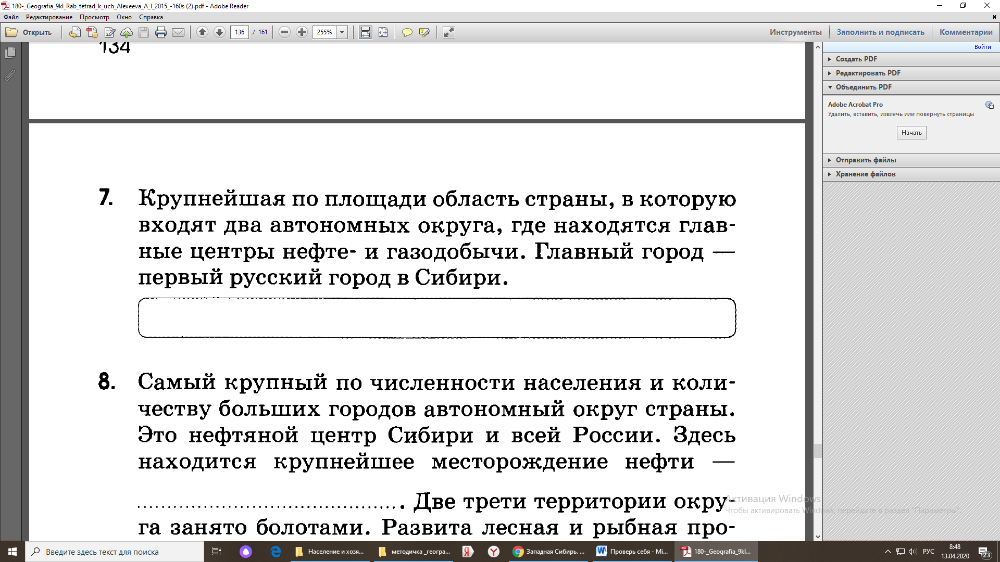 180-_Geografia_9kl_Rab_tetrad_k_uch_Alexeeva_A_I_2015_-160s (2).pdf - Adobe Reader
Файл Редактирование Просмотр Окно Справка
Открыть 136 / 161 255% Инструменты Заполнить и подписать Комментарии
134
Войти
Создать PDF
Редактировать PDF
Объединить PDF
Adobe Acrobat Pro
Удалить, вставить, извлечь или повернуть страницы
Начать
Отправить файлы
Хранение файлов
7. Крупнейшая по площади область страны, в которую
входят два автономных округа, где находятся глав-
ные центры нефте- и газодобычи. Главный город —
первый русский город в Сибири.
8. Самый крупный по численности населения и коли-
честву больших городов автономный округ страны.
Это нефтяной центр Сибири и всей России. Здесь
находится крупнейшее месторождение нефти —
............................................. Две трети территории окру-
га занято болотами. Развита лесная и рыбная про-
Активация Windows
Чтобы активировать Windows, перейдите в раздел "Параметры".
Введите здесь текст для поиска
Население и хозя...
методичка _геогра...
Западная Сибирь. ...
Проверь себя - Mi...
180-_Geografia_9kl...
РУС
8:48
13.04.2020
23